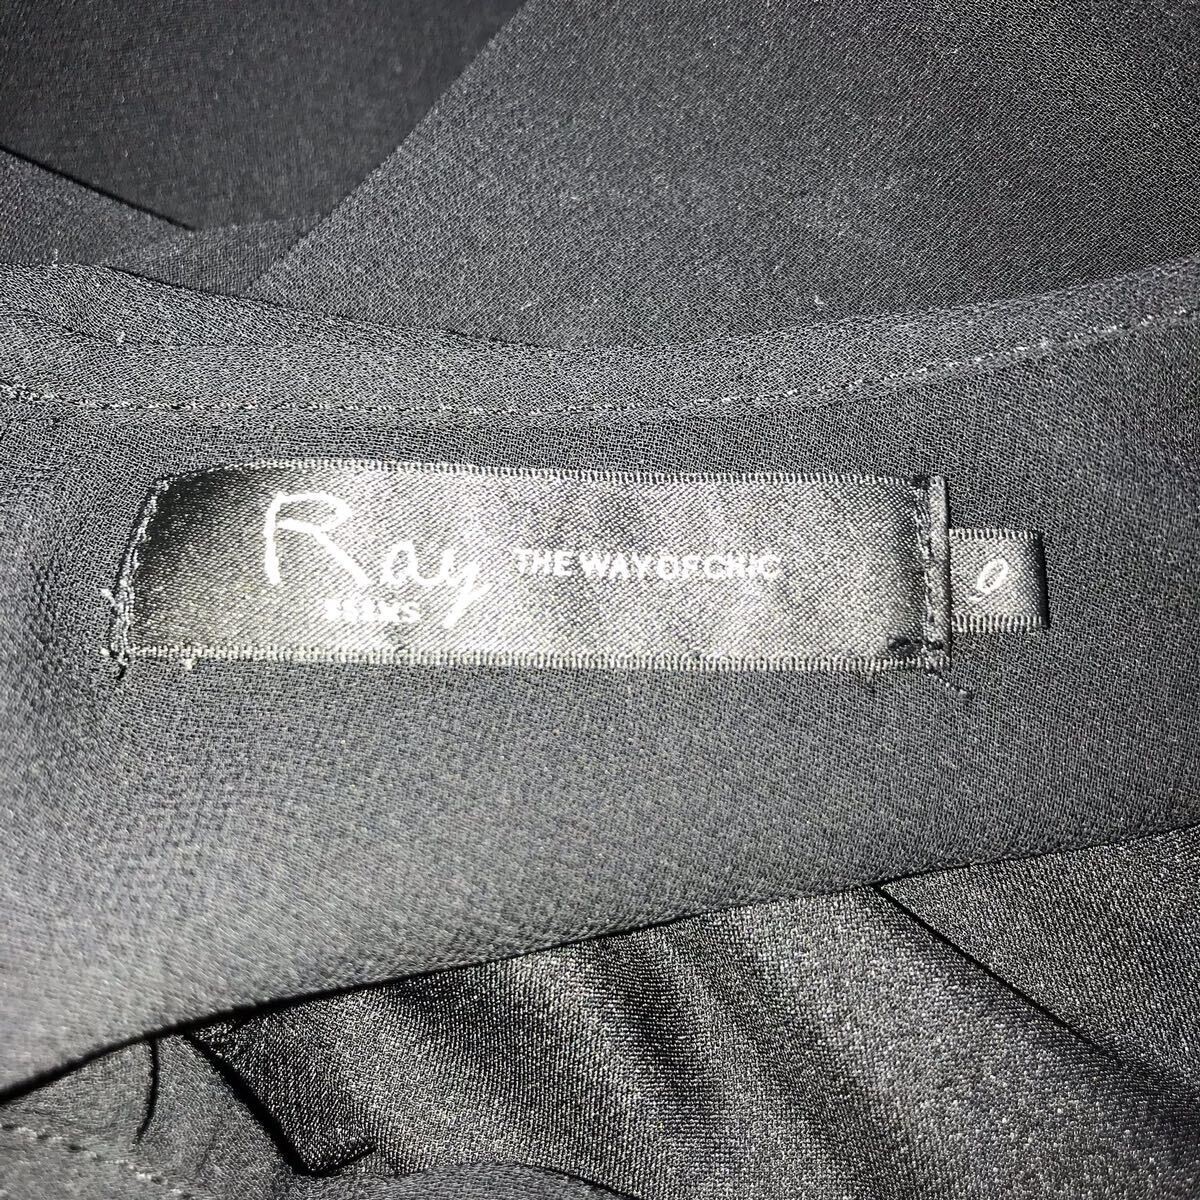 Ray THE WAY OF CHIC
BEAMS
0